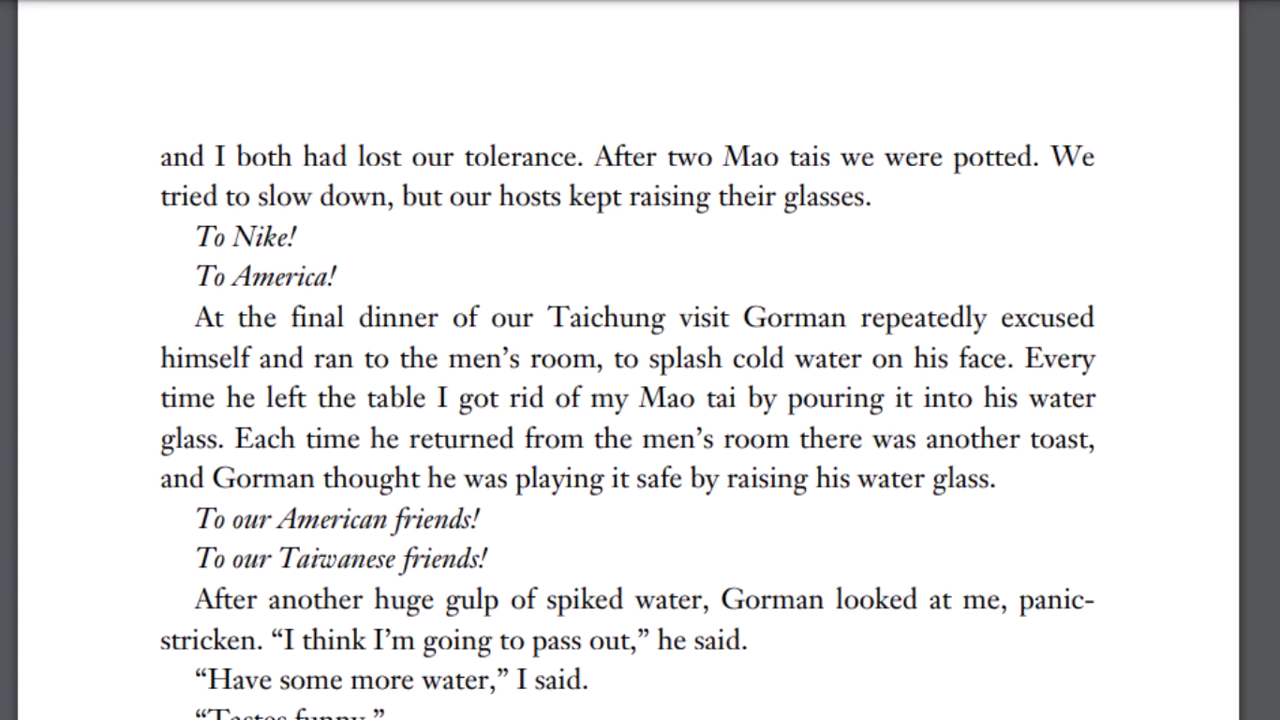 and I both had lost our tolerance. After two Mao tais we were potted. We
tried to slow down, but our hosts kept raising their glasses.
To Nike!
To America!
At the final dinner of our Taichung visit Gorman repeatedly excused
himself and ran to the men’s room, to splash cold water on his face. Every
time he left the table I got rid of my Mao tai by pouring it into his water
glass. Each time he returned from the men’s room there was another toast,
and Gorman thought he was playing it safe by raising his water glass.
To our American friends!
To our Taiwanese friends!
After another huge gulp of spiked water, Gorman looked at me, panic-
stricken. “I think I’m going to pass out,” he said.
“Have some more water,” I said.
“Tastes funny.”